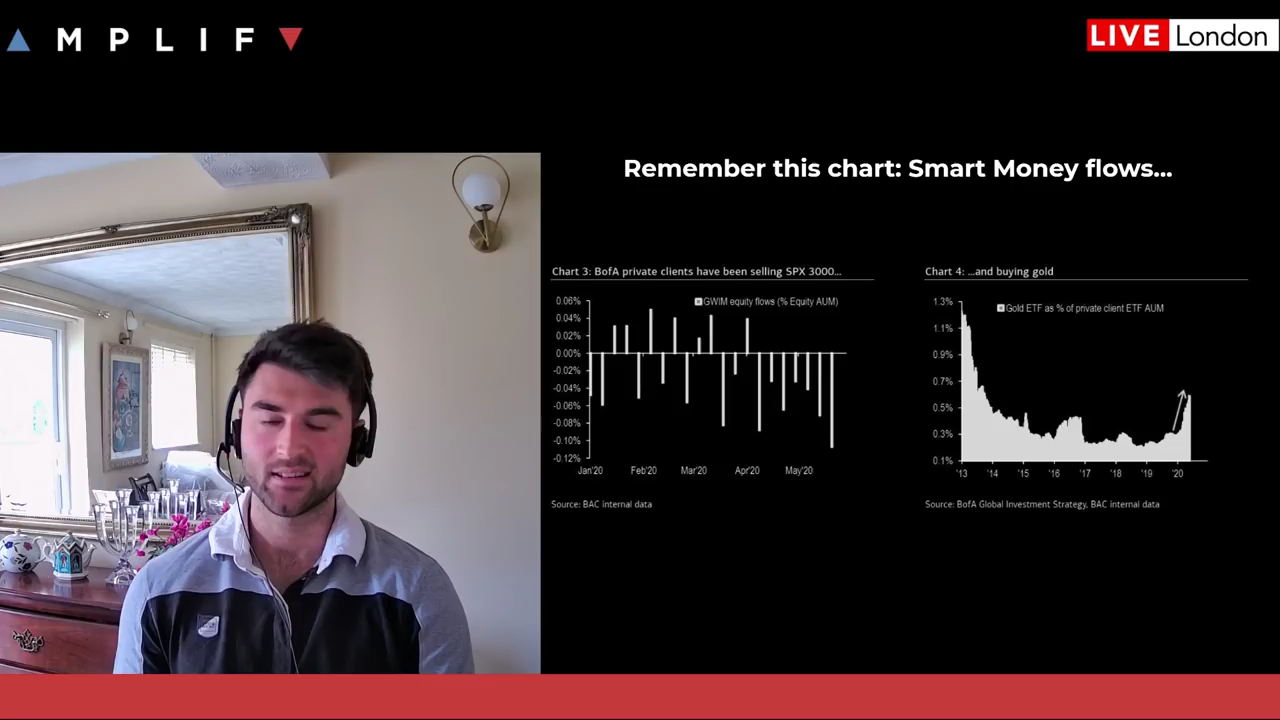 MPLIF
LIVE London
Remember this chart: Smart Money flows...
Chart 3: BofA private clients have been selling SPX 3000...
GWIM equity flows (% Equity AUM)
0.06%
0.04%
0.02%
0.00%
-0.02%
-0.04%
-0.06%
-0.08%
-0.10%
-0.12%
Jan'20 Feb'20 Mar'20 Apr'20 May'20
Source: BAC internal data
Chart 4: ...and buying gold
Gold ETF as % of private client ETF AUM
1.3%
1.1%
0.9%
0.7%
0.5%
0.3%
0.1%
'13 '14 '15 '16 '17 '18 '19 '20
Source: BofA Global Investment Strategy, BAC internal data